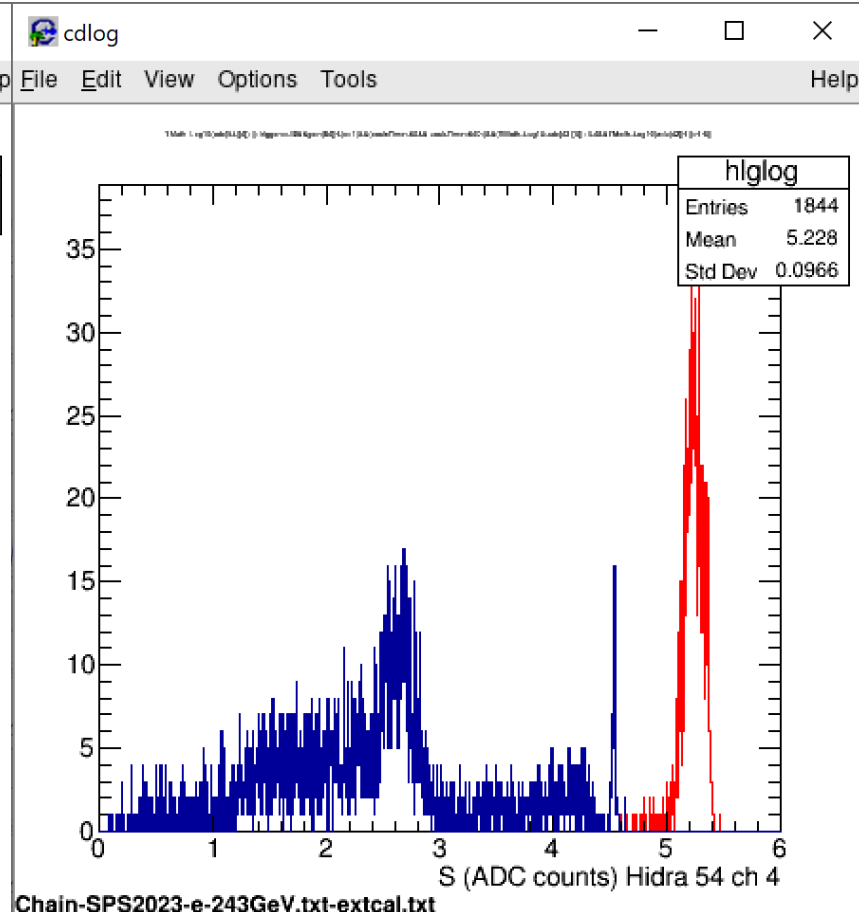 cdlog
p File Edit View Options Tools Help
hlglog
Entries 1844
Mean 5.228
Std Dev 0.0966
35
30
25
20
15
10
5
0
0 1 2 3 4 5 6
S (ADC counts) Hidra 54 ch 4
Chain-SPS2023-e-243GeV.txt-extcal.txt